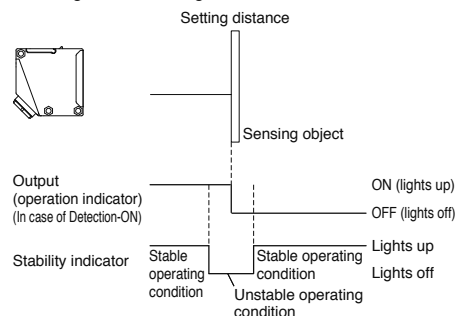 Setting distance
Sensing object
Output
(operation indicator)
(In case of Detection-ON)
ON (lights up)
OFF (lights off)
Stability indicator
Stable
operating
condition
Stable operating
condition
Unstable operating
condition
Lights up
Lights off